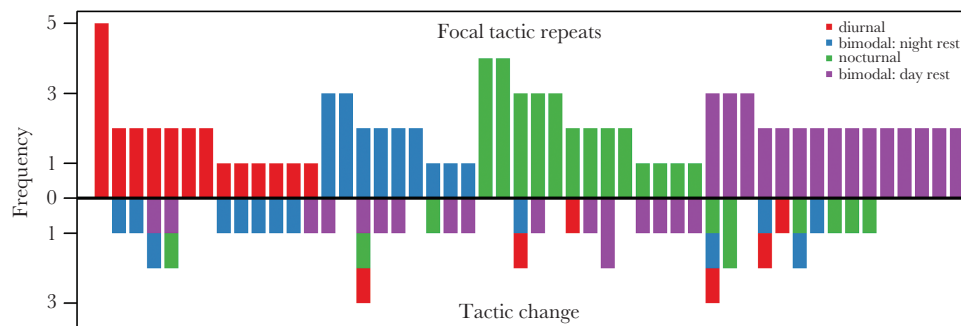 Focal tactic repeats
diurnal
bimodal: night rest
nocturnal
bimodal: day rest
Frequency
5
3
1
0
1
3
Tactic change